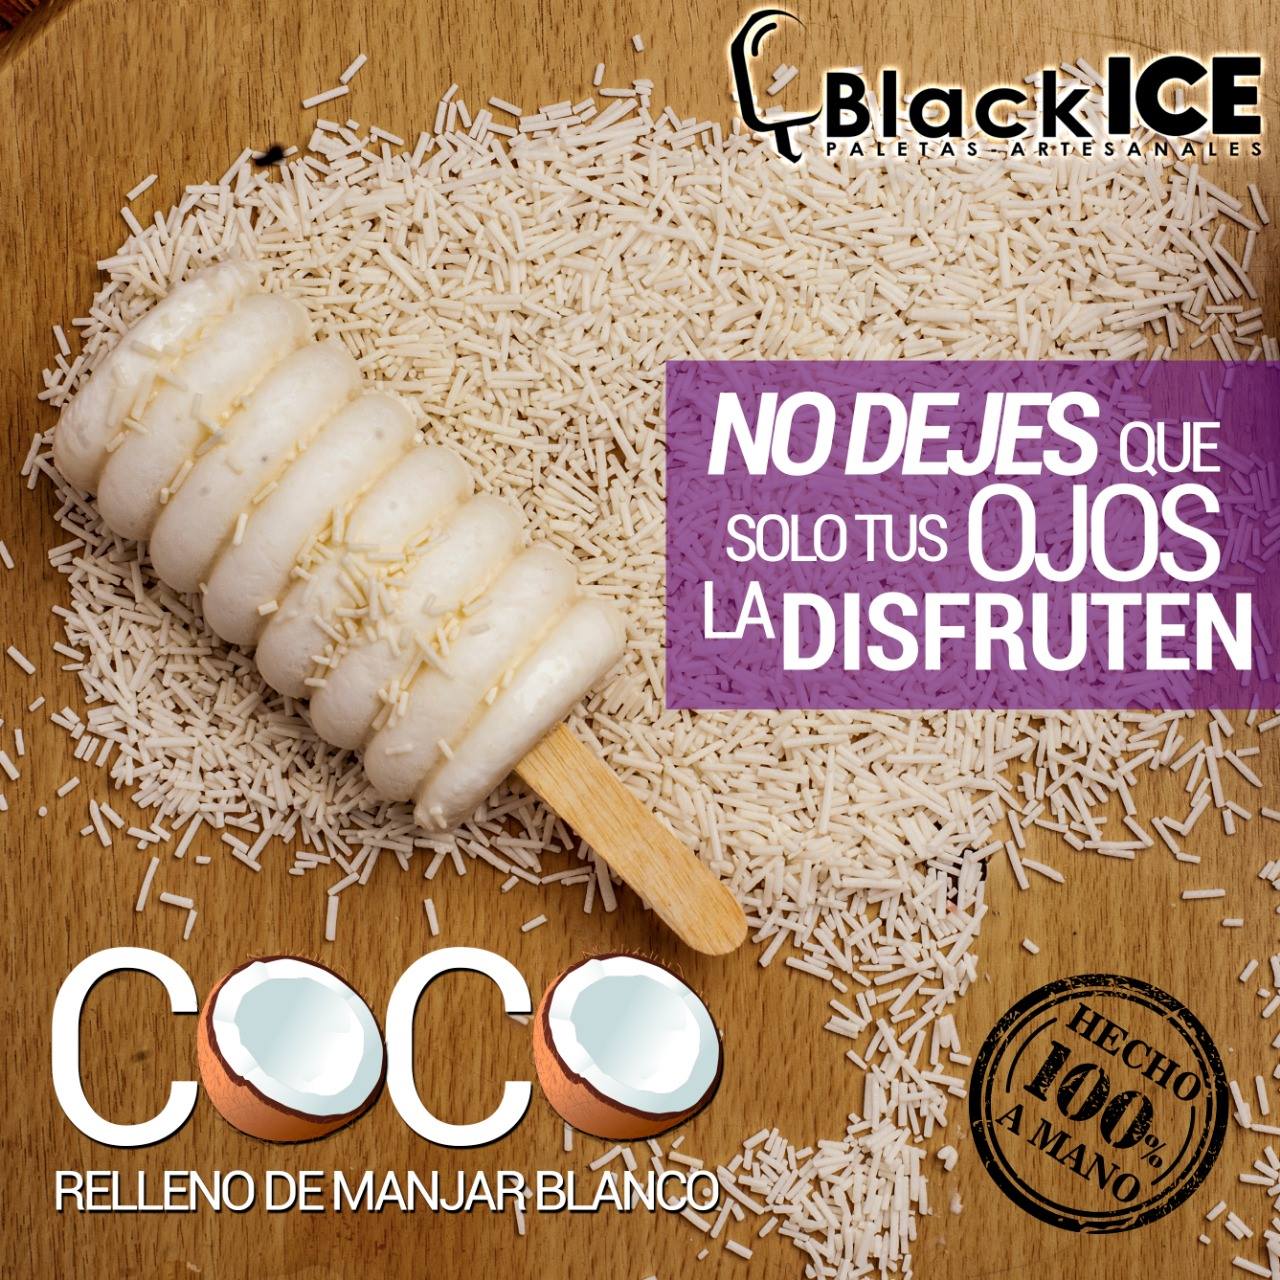 BlackICE
PALETAS-ARTESANALES
NO DEJES QUE
SOLO TUS OJOS
LA DISFRUTEN
COCO
RELLENO DE MANJAR BLANCO
HECHO
100%
A MANO